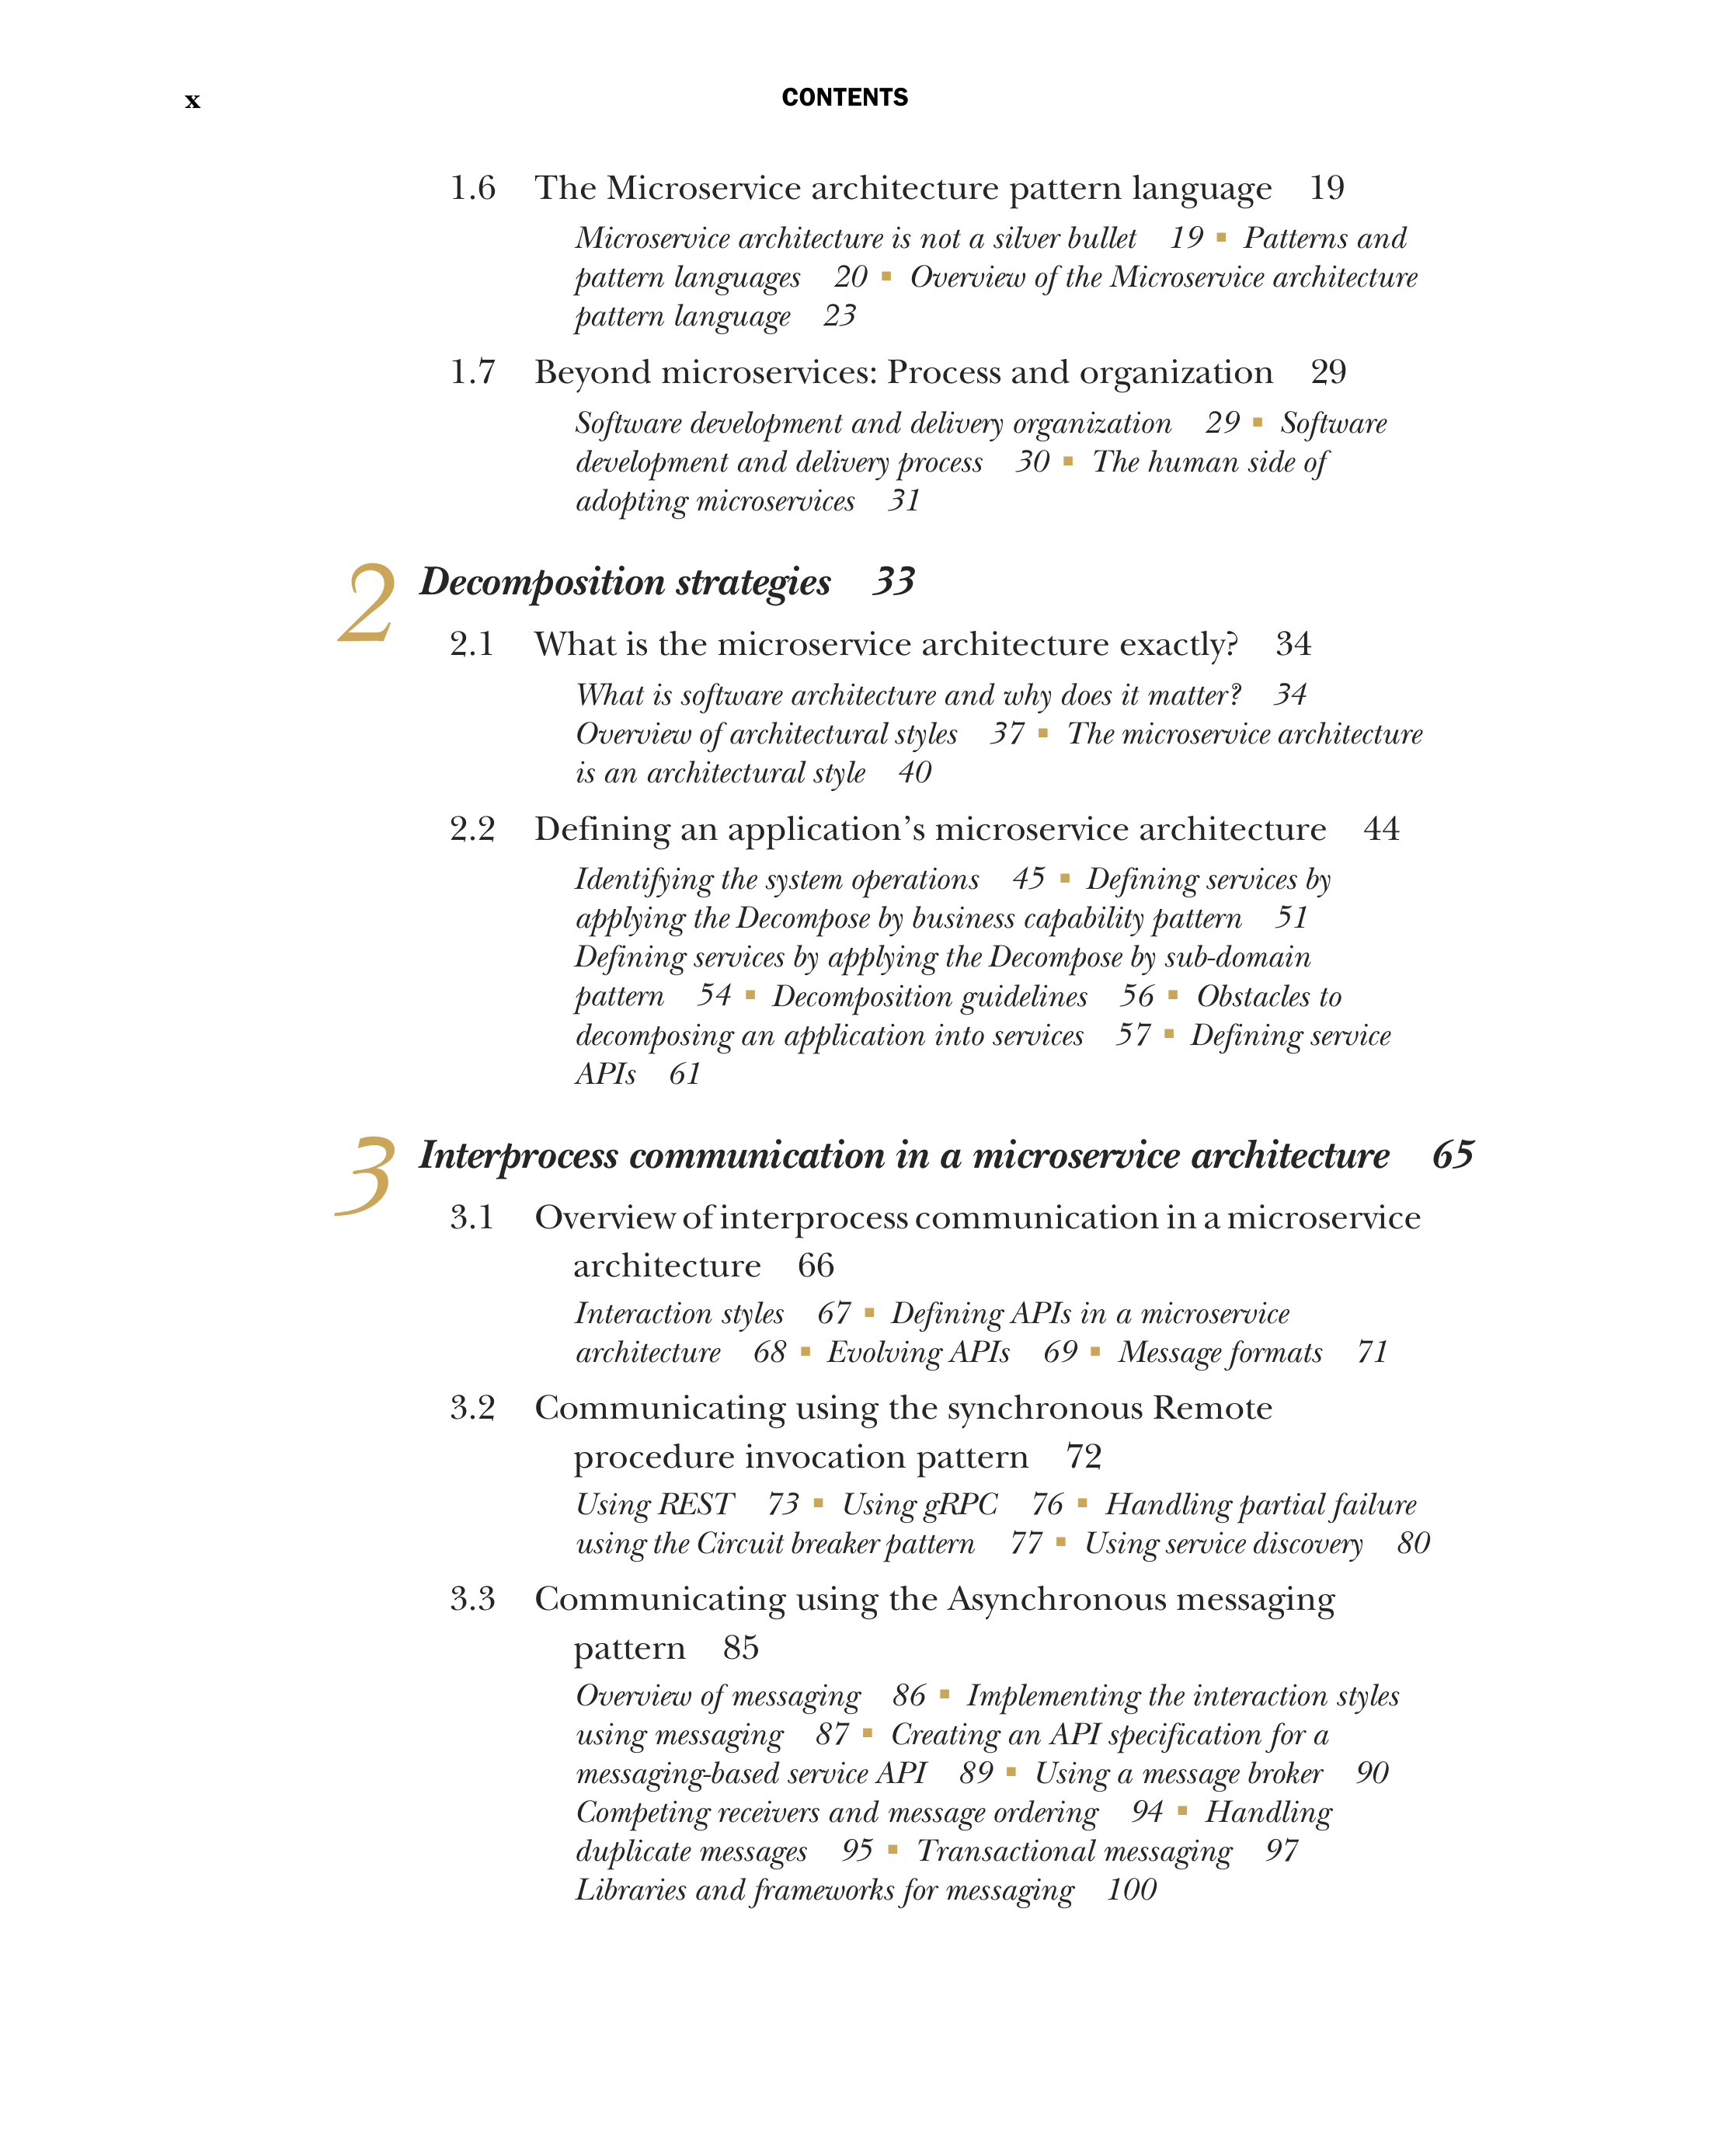 x CONTENTS
1.6 The Microservice architecture pattern language 19
Microservice architecture is not a silver bullet 19 ■ Patterns and
pattern languages 20 ■ Overview of the Microservice architecture
pattern language 23
1.7 Beyond microservices: Process and organization 29
Software development and delivery organization 29 ■ Software
development and delivery process 30 ■ The human side of
adopting microservices 31
2 Decomposition strategies 33
2.1 What is the microservice architecture exactly? 34
What is software architecture and why does it matter? 34
Overview of architectural styles 37 ■ The microservice architecture
is an architectural style 40
2.2 Defining an application’s microservice architecture 44
Identifying the system operations 45 ■ Defining services by
applying the Decompose by business capability pattern 51
Defining services by applying the Decompose by sub-domain
pattern 54 ■ Decomposition guidelines 56 ■ Obstacles to
decomposing an application into services 57 ■ Defining service
APIs 61
3 Interprocess communication in a microservice architecture 65
3.1 Overview of interprocess communication in a microservice
architecture 66
Interaction styles 67 ■ Defining APIs in a microservice
architecture 68 ■ Evolving APIs 69 ■ Message formats 71
3.2 Communicating using the synchronous Remote
procedure invocation pattern 72
Using REST 73 ■ Using gRPC 76 ■ Handling partial failure
using the Circuit breaker pattern 77 ■ Using service discovery 80
3.3 Communicating using the Asynchronous messaging
pattern 85
Overview of messaging 86 ■ Implementing the interaction styles
using messaging 87 ■ Creating an API specification for a
messaging-based service API 89 ■ Using a message broker 90
Competing receivers and message ordering 94 ■ Handling
duplicate messages 95 ■ Transactional messaging 97
Libraries and frameworks for messaging 100